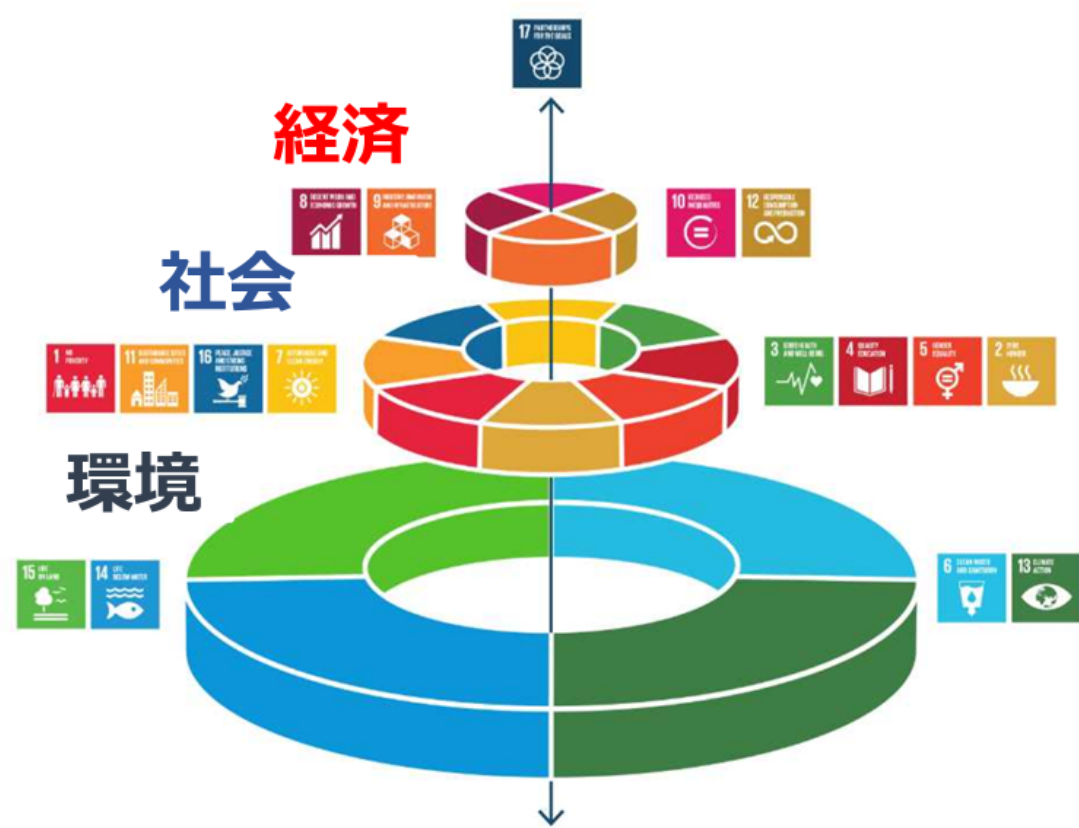 17 PARTNERSHIPS
FOR THE GOALS
経済
8 DECENT WORK AND
ECONOMIC GROWTH
9 INDUSTRY, INNOVATION
AND INFRASTRUCTURE
10 REDUCED
INEQUALITIES
12 RESPONSIBLE
CONSUMPTION
AND PRODUCTION
社会
1 NO
POVERTY
11 SUSTAINABLE CITIES
AND COMMUNITIES
16 PEACE, JUSTICE
AND STRONG
INSTITUTIONS
7 AFFORDABLE AND
CLEAN ENERGY
3 GOOD HEALTH
AND WELL-BEING
4 QUALITY
EDUCATION
5 GENDER
EQUALITY
2 ZERO
HUNGER
環境
15 LIFE
ON LAND
14 LIFE
BELOW WATER
6 CLEAN WATER
AND SANITATION
13 CLIMATE
ACTION